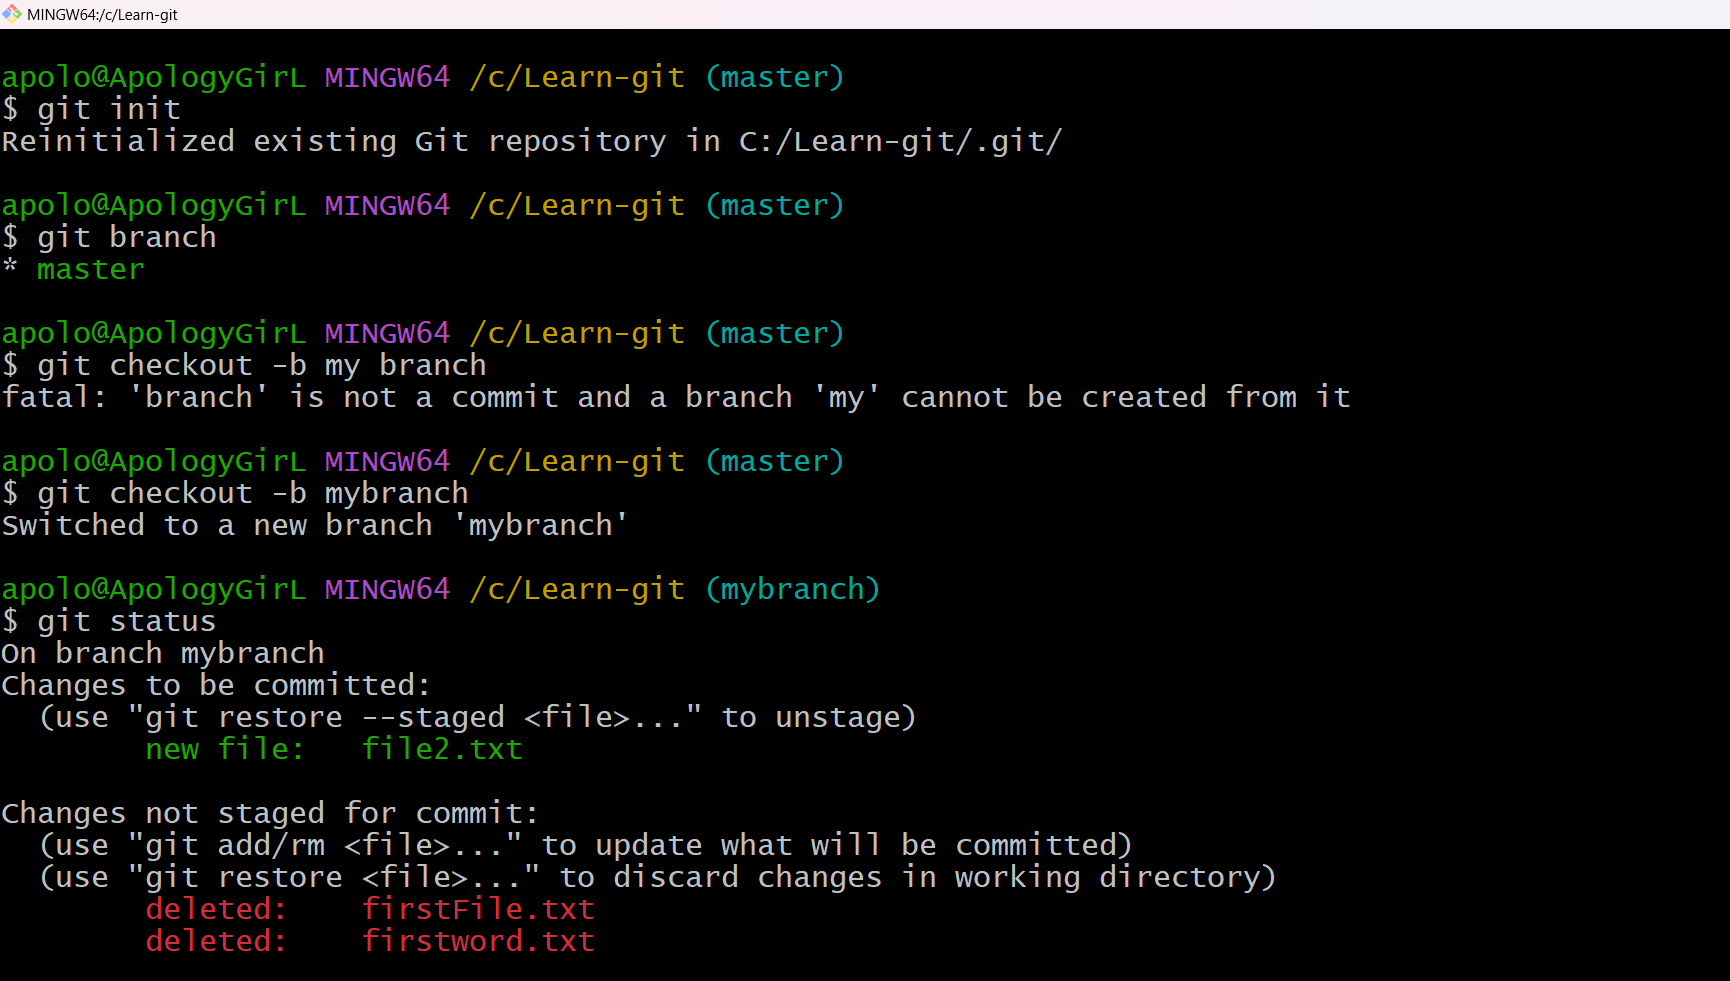 MINGW64:/c/Learn-git
apolo@ApologyGirL MINGW64 /c/Learn-git (master)
$ git init
Reinitialized existing Git repository in C:/Learn-git/.git/
apolo@ApologyGirL MINGW64 /c/Learn-git (master)
$ git branch
* master
apolo@ApologyGirL MINGW64 /c/Learn-git (master)
$ git checkout -b my branch
fatal: 'branch' is not a commit and a branch 'my' cannot be created from it
apolo@ApologyGirL MINGW64 /c/Learn-git (master)
$ git checkout -b mybranch
Switched to a new branch 'mybranch'
apolo@ApologyGirL MINGW64 /c/Learn-git (mybranch)
$ git status
On branch mybranch
Changes to be committed:
  (use "git restore --staged <file>..." to unstage)
        new file:   file2.txt
Changes not staged for commit:
  (use "git add/rm <file>..." to update what will be committed)
  (use "git restore <file>..." to discard changes in working directory)
        deleted:    firstFile.txt
        deleted:    firstword.txt